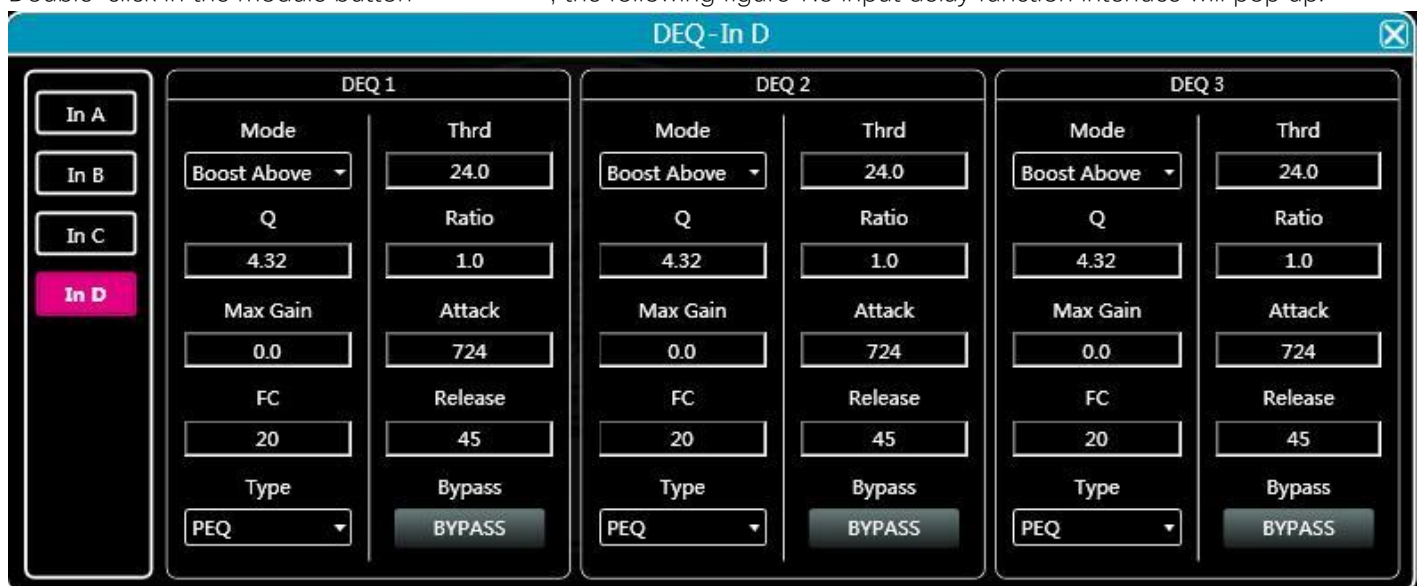 Double-click in the module button , the following figure 1.6 input delay function interface will pop up.
DEQ-In D
In A
In B
In C
In D
DEQ 1
Mode Thrd
Boost Above 24.0
Q Ratio
4.32 1.0
Max Gain Attack
0.0 724
FC Release
20 45
Type Bypass
PEQ BYPASS
DEQ 2
Mode Thrd
Boost Above 24.0
Q Ratio
4.32 1.0
Max Gain Attack
0.0 724
FC Release
20 45
Type Bypass
PEQ BYPASS
DEQ 3
Mode Thrd
Boost Above 24.0
Q Ratio
4.32 1.0
Max Gain Attack
0.0 724
FC Release
20 45
Type Bypass
PEQ BYPASS